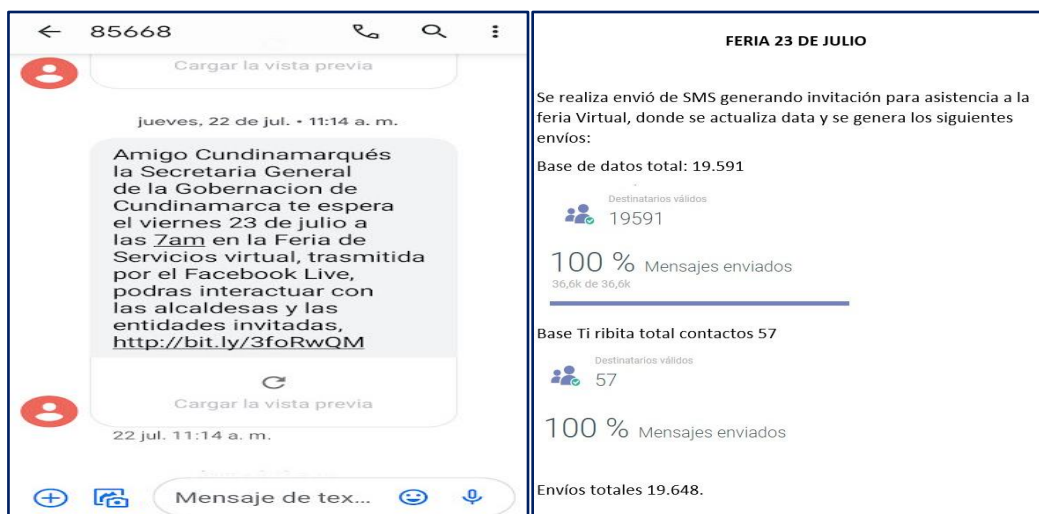 85668
Cargar la vista previa
jueves, 22 de jul. • 11:14 a. m.
Amigo Cundinamarqués
la Secretaria General
de la Gobernacion de
Cundinamarca te espera
el viernes 23 de julio a
las 7am en la Feria de
Servicios virtual, trasmitida
por el Facebook Live,
podras interactuar con
las alcaldesas y las
entidades invitadas,
http://bit.ly/3foRwQM
Cargar la vista previa
22 jul. 11:14 a. m.
Mensaje de tex...
FERIA 23 DE JULIO
Se realiza envió de SMS generando invitación para asistencia a la
feria Virtual, donde se actualiza data y se genera los siguientes
envíos:
Base de datos total: 19.591
Destinatarios válidos
19591
100 % Mensajes enviados
36,6k de 36,6k
Base Ti ribita total contactos 57
Destinatarios válidos
57
100 % Mensajes enviados
Envíos totales 19.648.